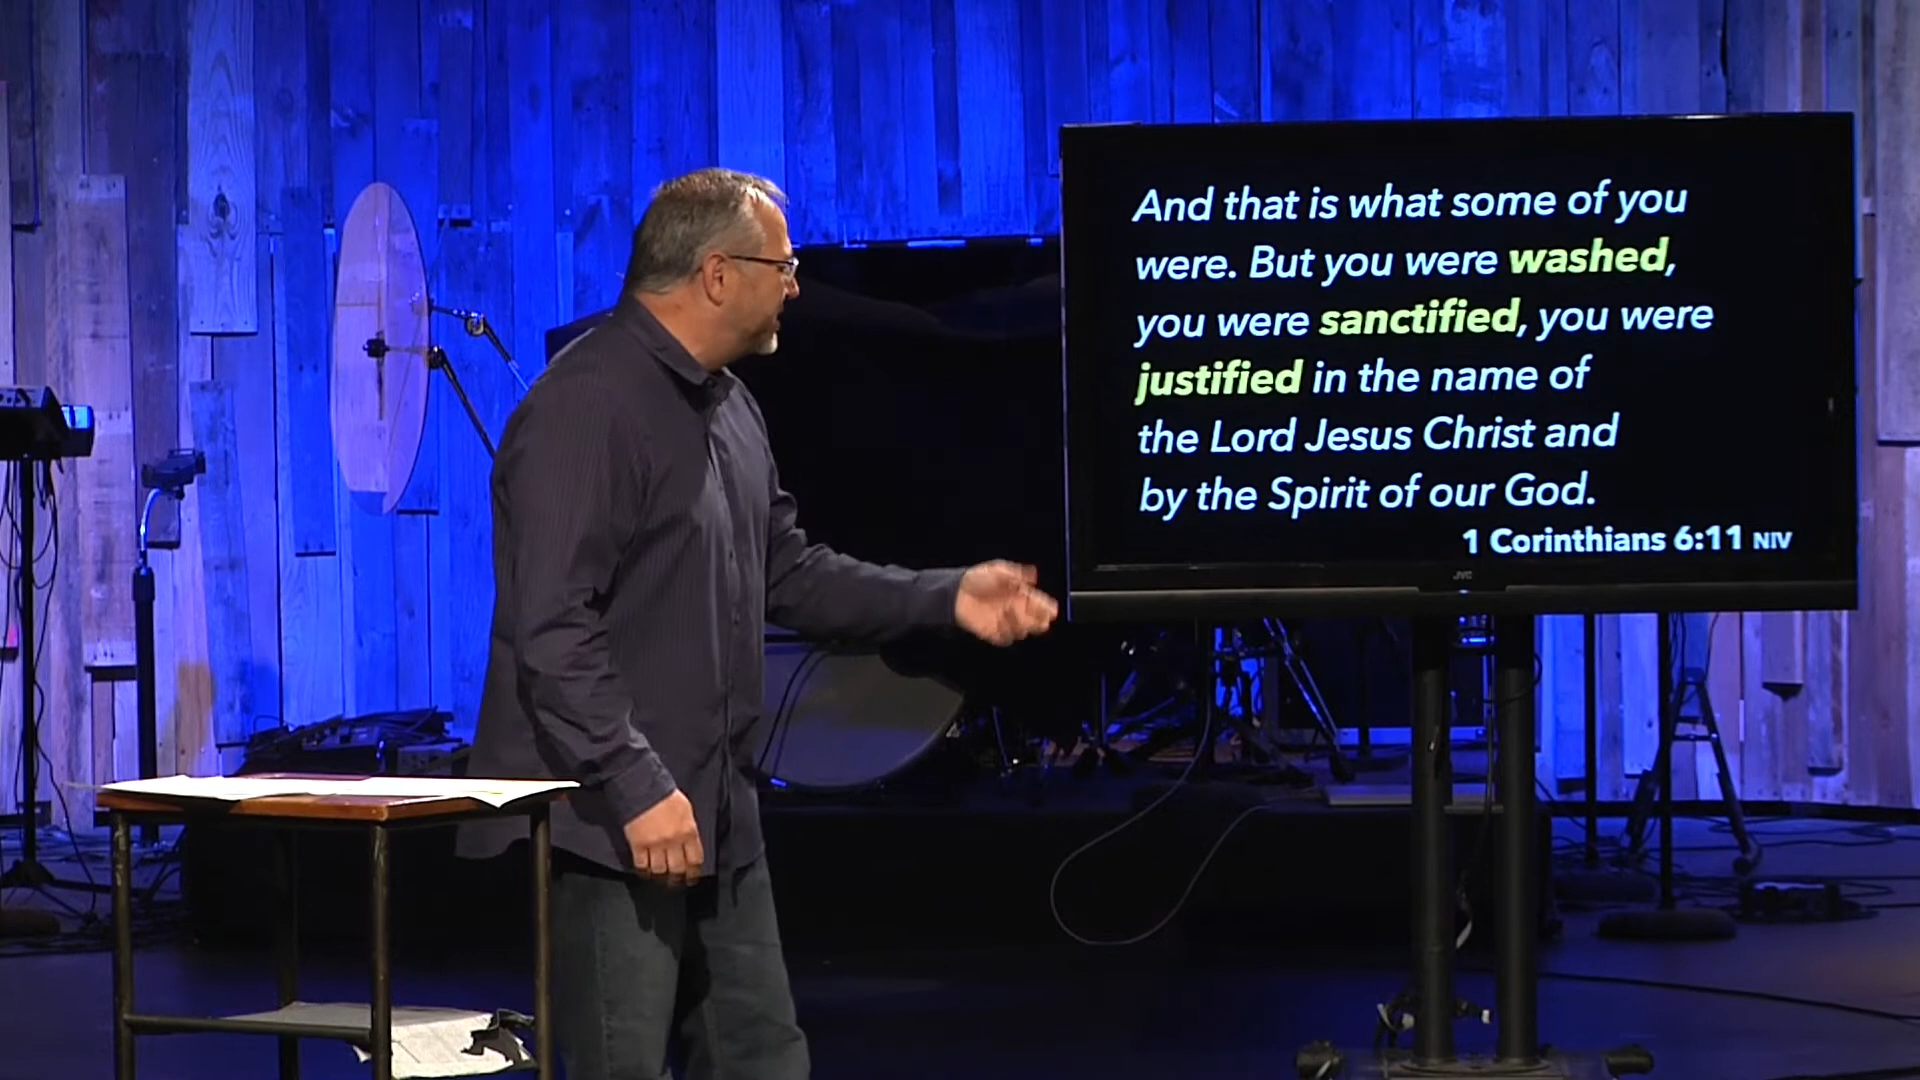 And that is what some of you
were. But you were washed,
you were sanctified, you were
justified in the name of
the Lord Jesus Christ and
by the Spirit of our God.
1 Corinthians 6:11 NIV
JVC